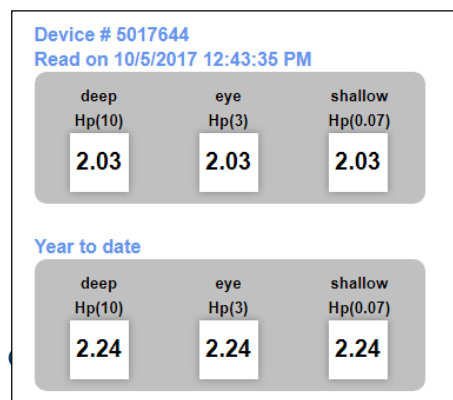 Device # 5017644
Read on 10/5/2017 12:43:35 PM
deep eye shallow
Hp(10) Hp(3) Hp(0.07)
2.03 2.03 2.03
Year to date
deep eye shallow
Hp(10) Hp(3) Hp(0.07)
2.24 2.24 2.24